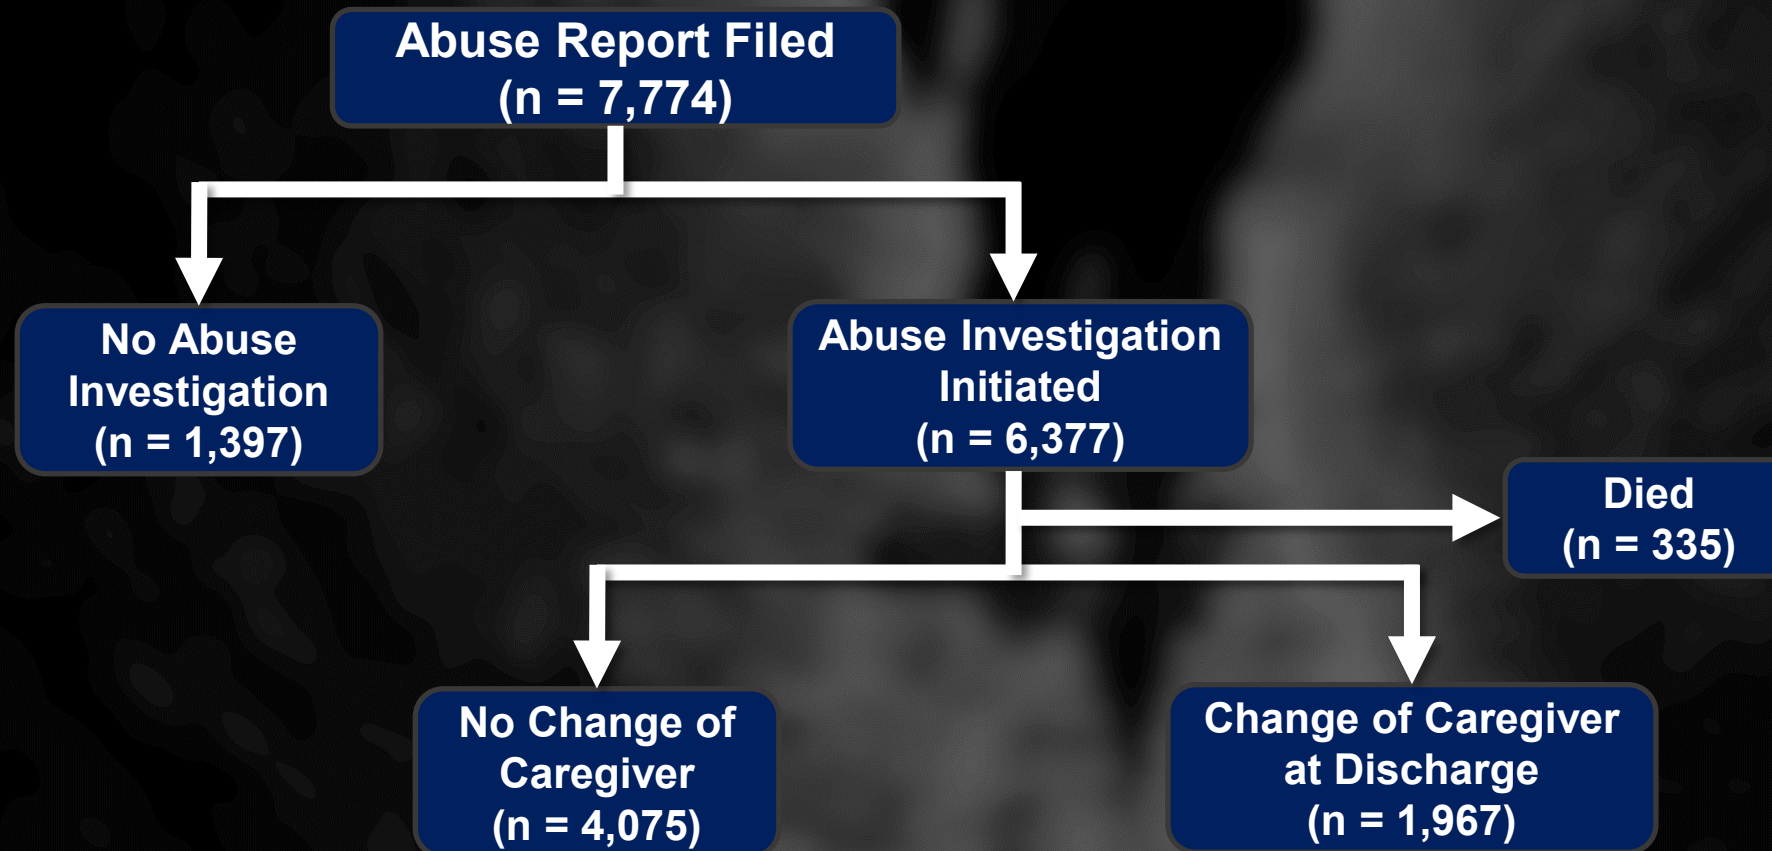 Abuse Report Filed
(n = 7,774)
No Abuse
Investigation
(n = 1,397)
Abuse Investigation
Initiated
(n = 6,377)
Died
(n = 335)
No Change of
Caregiver
(n = 4,075)
Change of Caregiver
at Discharge
(n = 1,967)